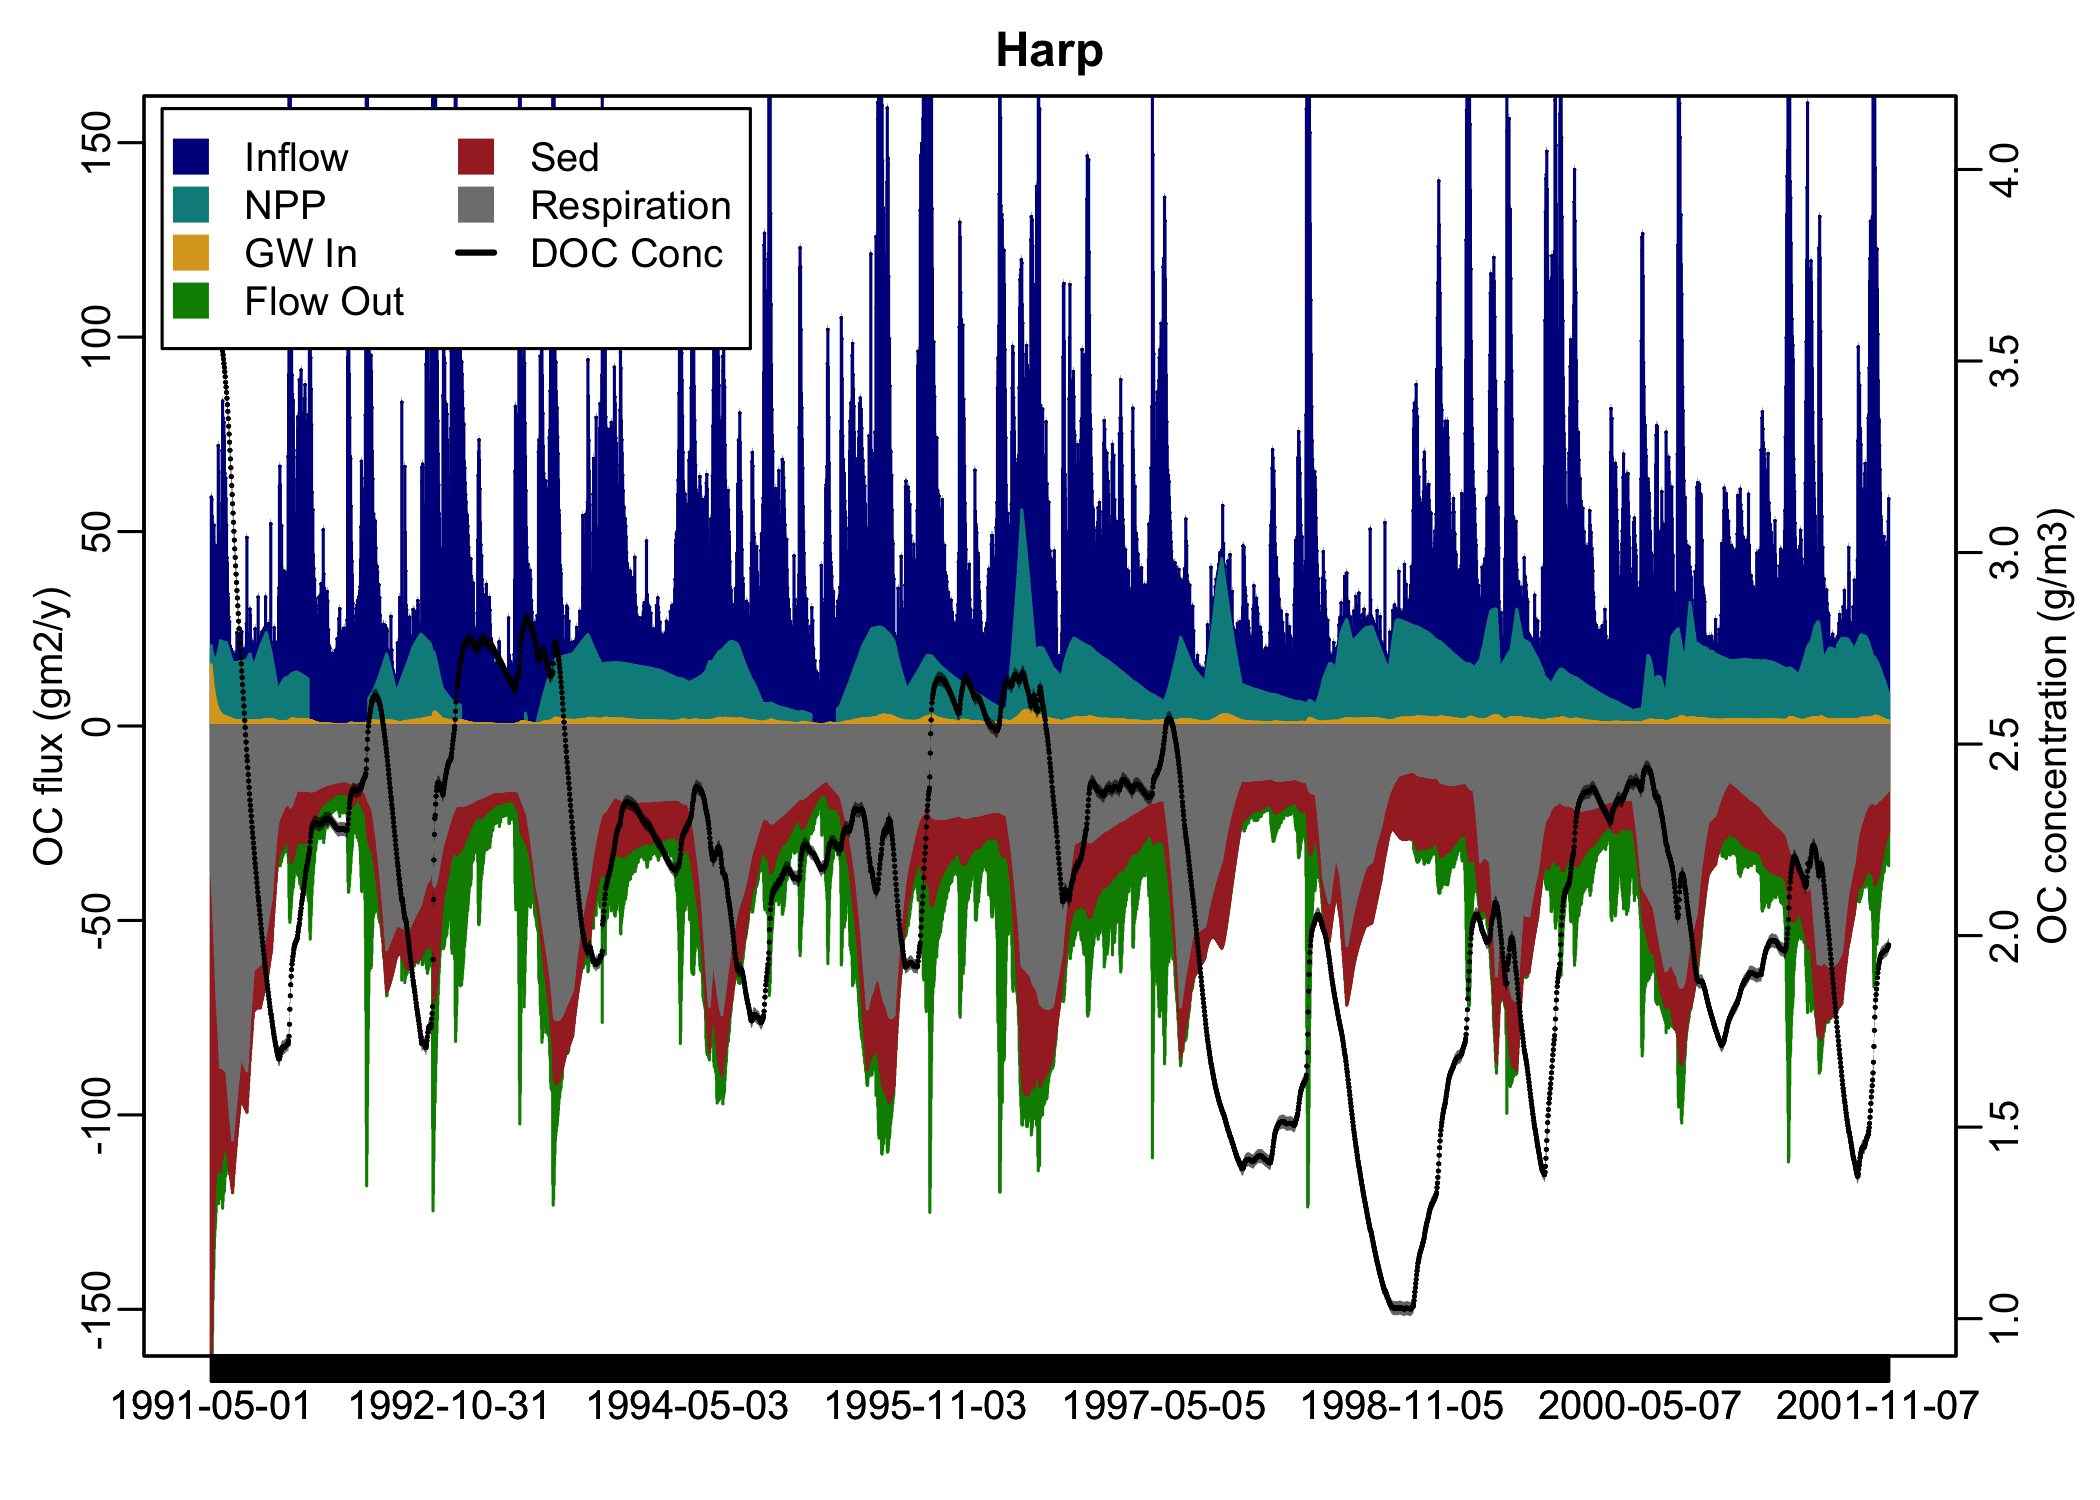 Harp
Inflow
NPP
GW In
Flow Out
Sed
Respiration
DOC Conc
OC flux (gm2/y)
150
100
50
0
-50
-100
-150
OC concentration (g/m3)
4.0
3.5
3.0
2.5
2.0
1.5
1.0
1991-05-01 1992-10-31 1994-05-03 1995-11-03 1997-05-05 1998-11-05 2000-05-07 2001-11-07